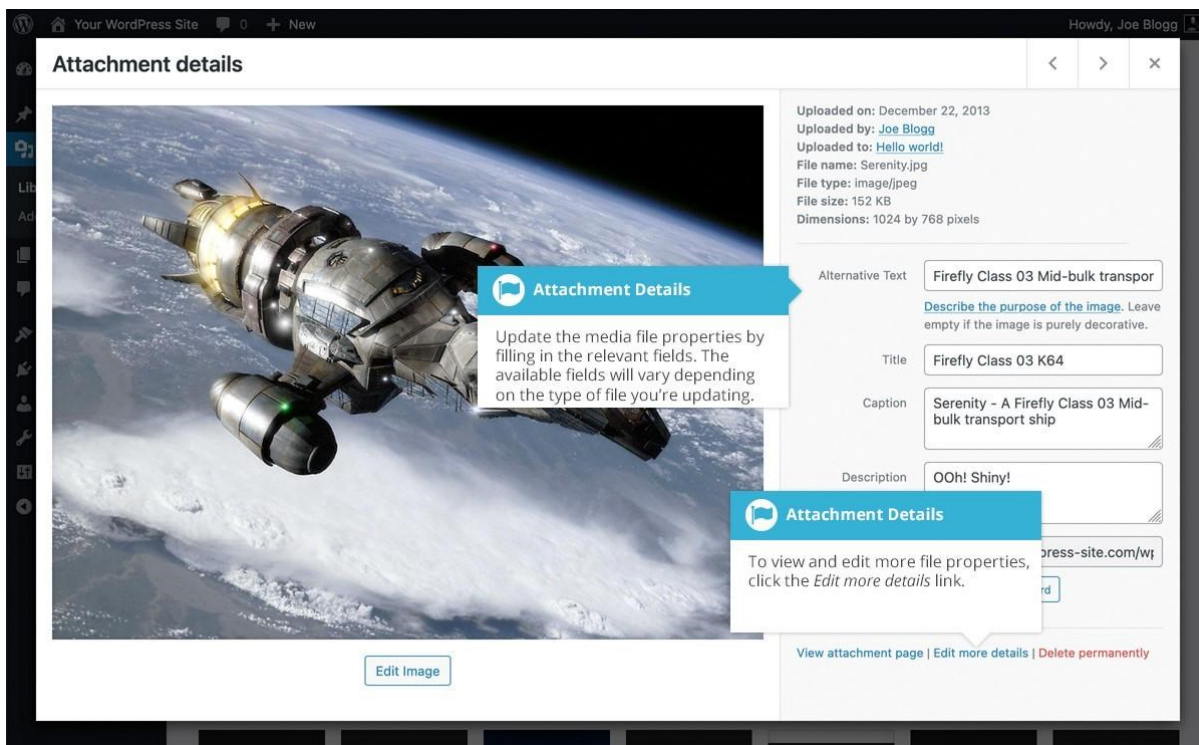 Your WordPress Site 0 New
Howdy, Joe Blogg
Attachment details
Lib
Ad
Uploaded on: December 22, 2013
Uploaded by: Joe Blogg
Uploaded to: Hello world!
File name: Serenity.jpg
File type: image/jpeg
File size: 152 KB
Dimensions: 1024 by 768 pixels
Alternative Text
Firefly Class 03 Mid-bulk transpor
Describe the purpose of the image. Leave
empty if the image is purely decorative.
Title
Firefly Class 03 K64
Caption
Serenity - A Firefly Class 03 Mid-
bulk transport ship
Description
OOh! Shiny!
press-site.com/wp
rd
Attachment Details
Update the media file properties by
filling in the relevant fields. The
available fields will vary depending
on the type of file you're updating.
Attachment Details
To view and edit more file properties,
click the Edit more details link.
View attachment page | Edit more details | Delete permanently
Edit Image